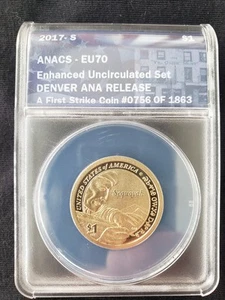 2017- S $1
ANACS - EU70
Enhanced Uncirculated Set
DENVER ANA RELEASE
A First Strike Coin #0756 OF 1863
UNITED STATES of AMERICA
Sequoyah
$1